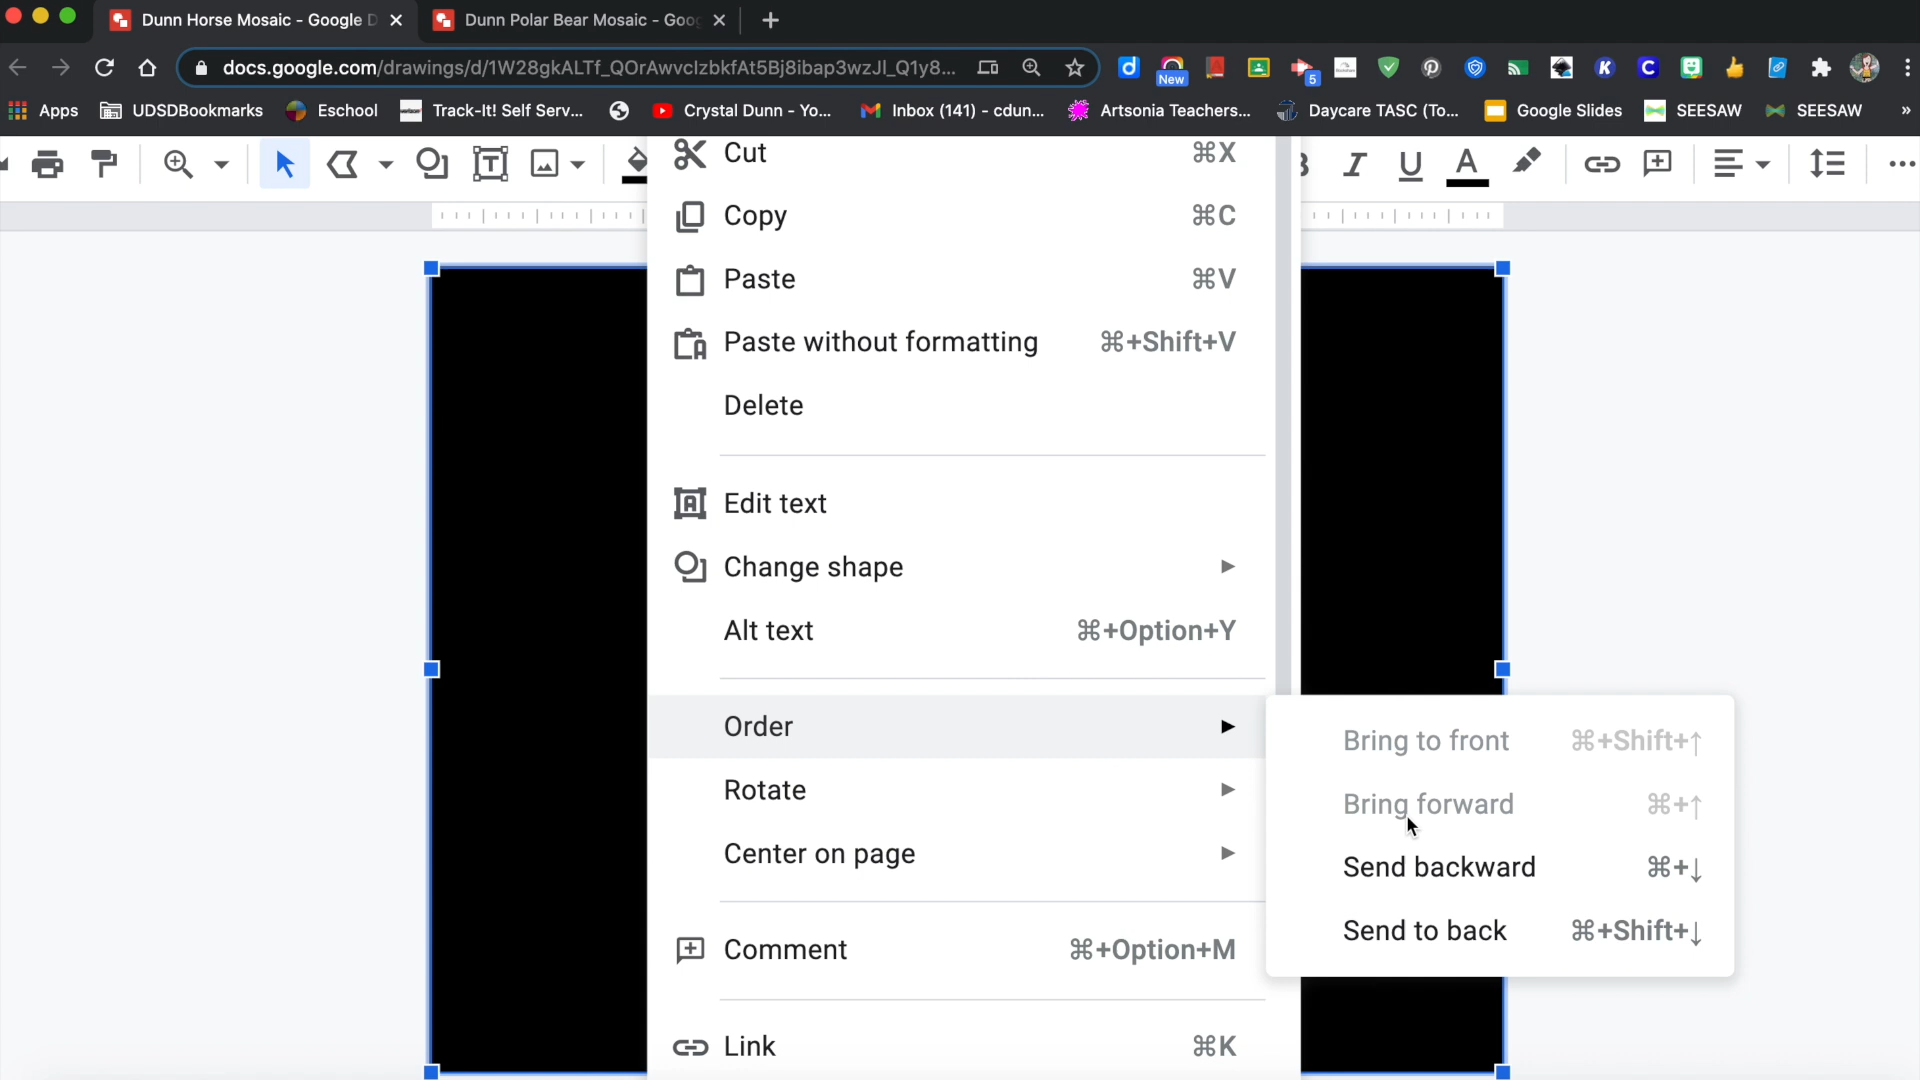 Dunn Horse Mosaic - Google D
Dunn Polar Bear Mosaic - Goog
docs.google.com/drawings/d/1W28gkALTf_QOrAwvclzbkfAt5Bj8ibap3wzJl_Q1y8...
New
5
Apps
UDSDBookmarks
Eschool
Track-It! Self Serv...
Crystal Dunn - Yo...
Inbox (141) - cdun...
Artsonia Teachers...
Daycare TASC (To...
Google Slides
SEESAW
SEESAW
»
Cut ⌘X
Copy ⌘C
Paste ⌘V
Paste without formatting ⌘+Shift+V
Delete
Edit text
Change shape
Alt text ⌘+Option+Y
Order
Bring to front ⌘+Shift+↑
Bring forward ⌘+↑
Send backward ⌘+↓
Send to back ⌘+Shift+↓
Rotate
Center on page
Comment ⌘+Option+M
Link ⌘K